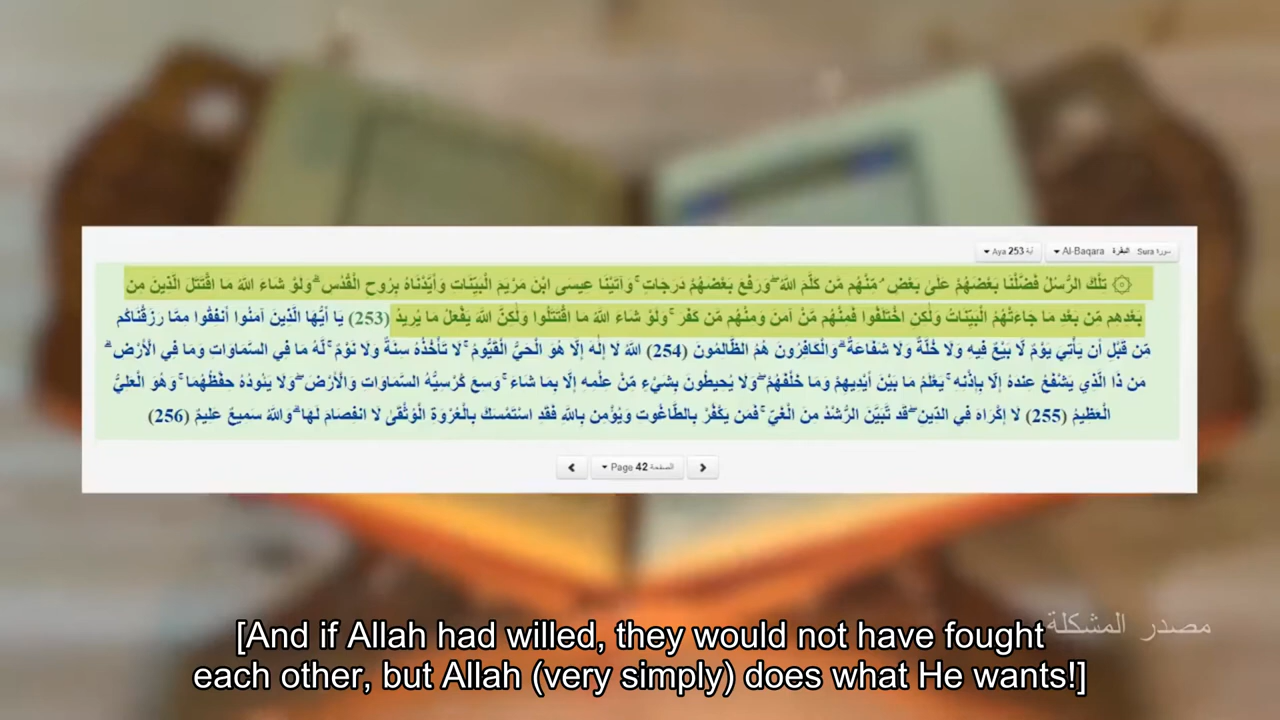 سورة Sura البقرة Al-Baqara
آية Aya 253
۞ تِلْكَ الرُّسُلُ فَضَّلْنَا بَعْضَهُمْ عَلَىٰ بَعْضٍ ۘ مِّنْهُم مَّن كَلَّمَ اللَّهُ ۖ وَرَفَعَ بَعْضَهُمْ دَرَجَاتٍ ۚ وَآتَيْنَا عِيسَى ابْنَ مَرْيَمَ الْبَيِّنَاتِ وَأَيَّدْنَاهُ بِرُوحِ الْقُدُسِ ۗ وَلَوْ شَاءَ اللَّهُ مَا اقْتَتَلَ الَّذِينَ مِن
بَعْدِهِم مِّن بَعْدِ مَا جَاءَتْهُمُ الْبَيِّنَاتُ وَلَٰكِنِ اخْتَلَفُوا فَمِنْهُم مَّنْ آمَنَ وَمِنْهُم مَّن كَفَرَ ۚ وَلَوْ شَاءَ اللَّهُ مَا اقْتَتَلُوا وَلَٰكِنَّ اللَّهَ يَفْعَلُ مَا يُرِيدُ (253) يَا أَيُّهَا الَّذِينَ آمَنُوا أَنفِقُوا مِمَّا رَزَقْنَاكُم
مِّن قَبْلِ أَن يَأْتِيَ يَوْمٌ لَّا بَيْعٌ فِيهِ وَلَا خُلَّةٌ وَلَا شَفَاعَةٌ ۗ وَالْكَافِرُونَ هُمُ الظَّالِمُونَ (254) اللَّهُ لَا إِلَٰهَ إِلَّا هُوَ الْحَيُّ الْقَيُّومُ ۚ لَا تَأْخُذُهُ سِنَةٌ وَلَا نَوْمٌ ۚ لَّهُ مَا فِي السَّمَاوَاتِ وَمَا فِي الْأَرْضِ ۗ
مَن ذَا الَّذِي يَشْفَعُ عِندَهُ إِلَّا بِإِذْنِهِ ۚ يَعْلَمُ مَا بَيْنَ أَيْدِيهِمْ وَمَا خَلْفَهُمْ ۖ وَلَا يُحِيطُونَ بِشَيْءٍ مِّنْ عِلْمِهِ إِلَّا بِمَا شَاءَ ۚ وَسِعَ كُرْسِيُّهُ السَّمَاوَاتِ وَالْأَرْضَ ۖ وَلَا يَئُودُهُ حِفْظُهُمَا ۚ وَهُوَ الْعَلِيُّ
الْعَظِيمُ (255) لَا إِكْرَاهَ فِي الدِّينِ ۖ قَد تَّبَيَّنَ الرُّشْدُ مِنَ الْغَيِّ ۚ فَمَن يَكْفُرْ بِالطَّاغُوتِ وَيُؤْمِن بِاللَّهِ فَقَدِ اسْتَمْسَكَ بِالْعُرْوَةِ الْوُثْقَىٰ لَا انفِصَامَ لَهَا ۗ وَاللَّهُ سَمِيعٌ عَلِيمٌ (256)
الصفحة Page 42
مصدر المشكلة
[And if Allah had willed, they would not have fought
each other, but Allah (very simply) does what He wants!]